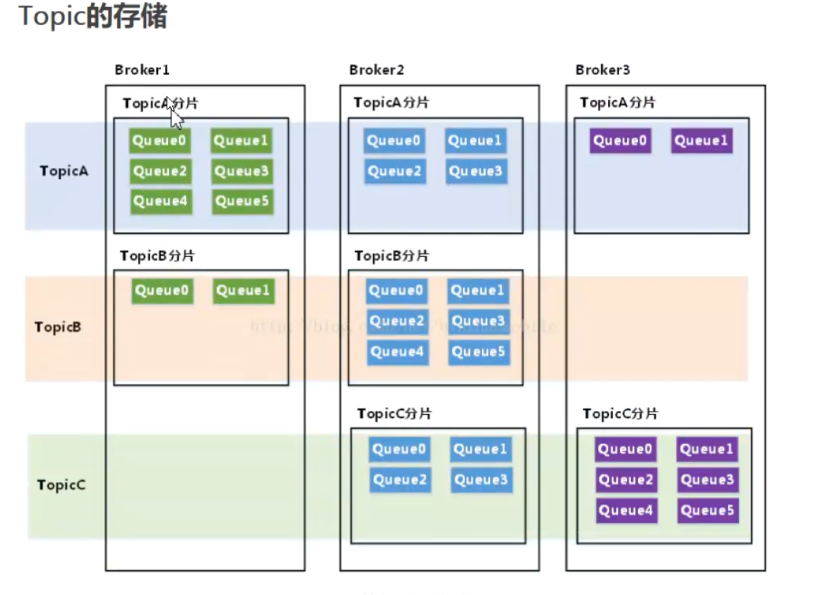 Topic的存储
Broker1 Broker2 Broker3
TopicA分片 TopicA分片 TopicA分片
Queue0 Queue1 Queue0 Queue1 Queue0 Queue1
TopicA Queue2 Queue3 Queue2 Queue3
Queue4 Queue5
TopicB分片 TopicB分片
Queue0 Queue1 Queue0 Queue1
TopicB Queue2 Queue3
Queue4 Queue5
TopicC分片 TopicC分片
Queue0 Queue1 Queue0 Queue1
TopicC Queue2 Queue3 Queue2 Queue3
Queue4 Queue5